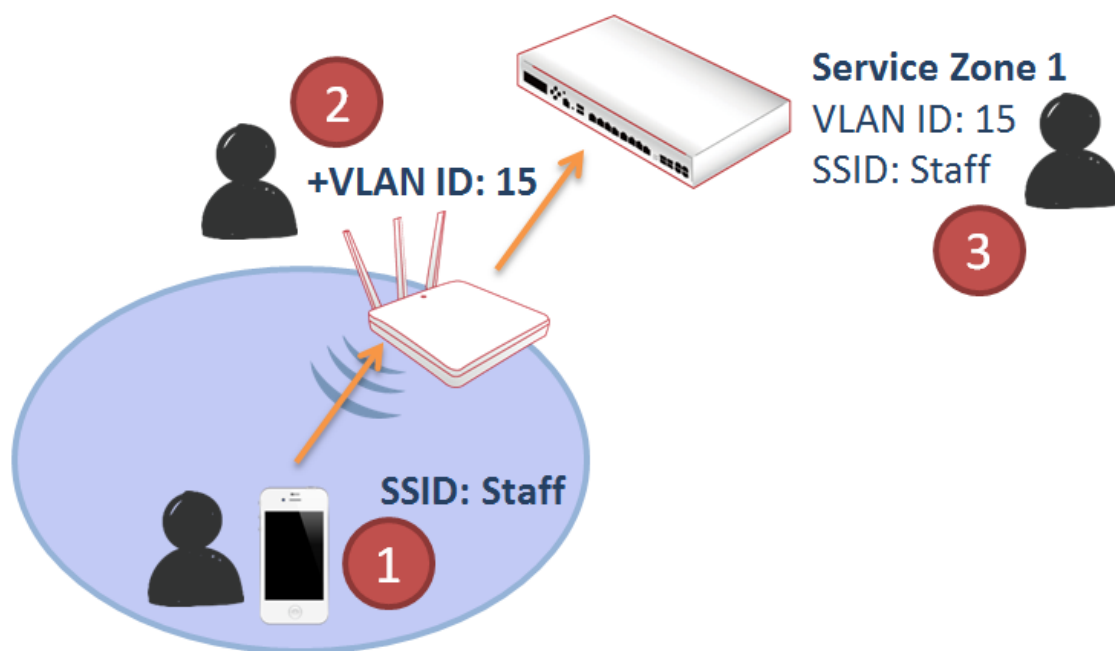 2
+VLAN ID: 15
Service Zone 1
VLAN ID: 15
SSID: Staff
3
SSID: Staff
1